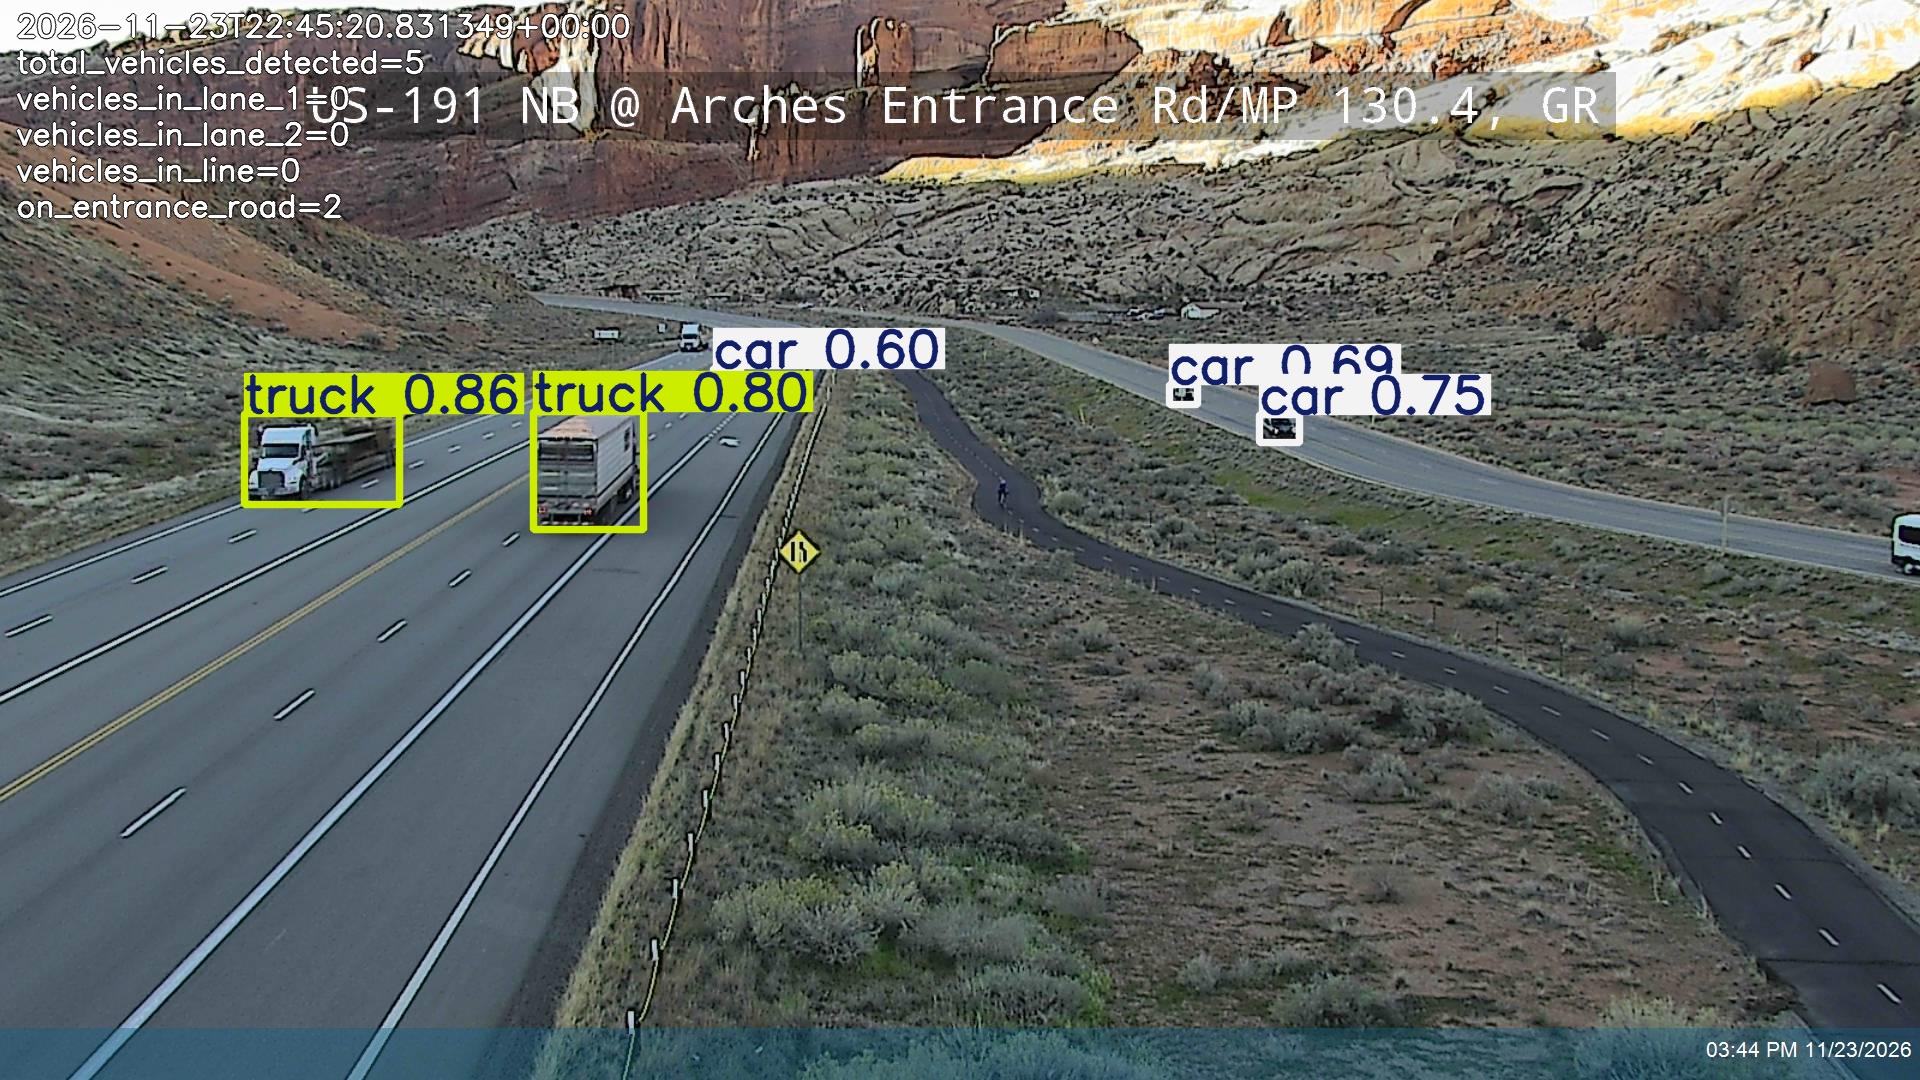 2026-11-23T22:45:20.831349+00:00
total_vehicles_detected=5
vehicles_in_lane_1=0
US-191 NB @ Arches Entrance Rd/MP 130.4, GR
vehicles_in_lane_2=0
vehicles_in_line=0
on_entrance_road=2
car 0.60
car 0.69
truck 0.86
truck 0.80
car 0.75
03:44 PM 11/23/2026